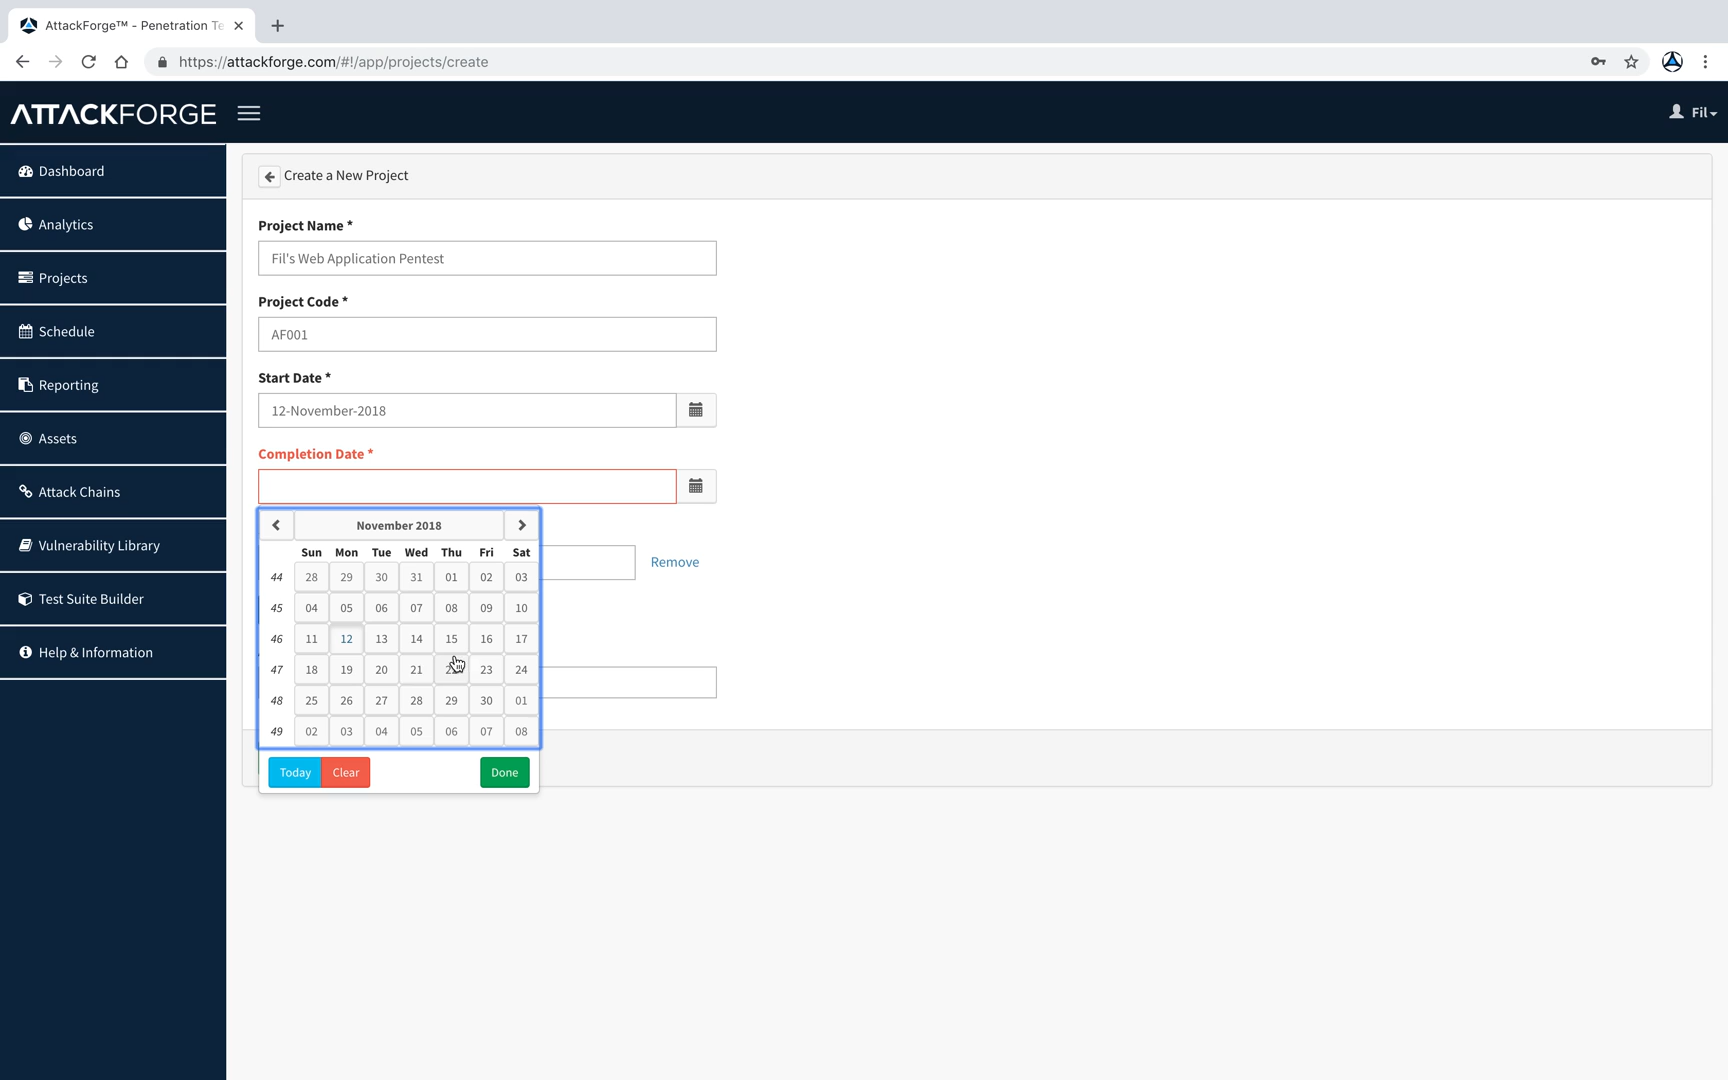 AttackForge™ - Penetration Te
https://attackforge.com/#!/app/projects/create
ATTACKFORGE
Fil
Dashboard
Analytics
Projects
Schedule
Reporting
Assets
Attack Chains
Vulnerability Library
Test Suite Builder
Help & Information
Create a New Project
Project Name *
Fil's Web Application Pentest
Project Code *
AF001
Start Date *
12-November-2018
Completion Date *
November 2018
Sun Mon Tue Wed Thu Fri Sat
44 28 29 30 31 01 02 03
45 04 05 06 07 08 09 10
46 11 12 13 14 15 16 17
47 18 19 20 21 22 23 24
48 25 26 27 28 29 30 01
49 02 03 04 05 06 07 08
Today Clear Done
Remove